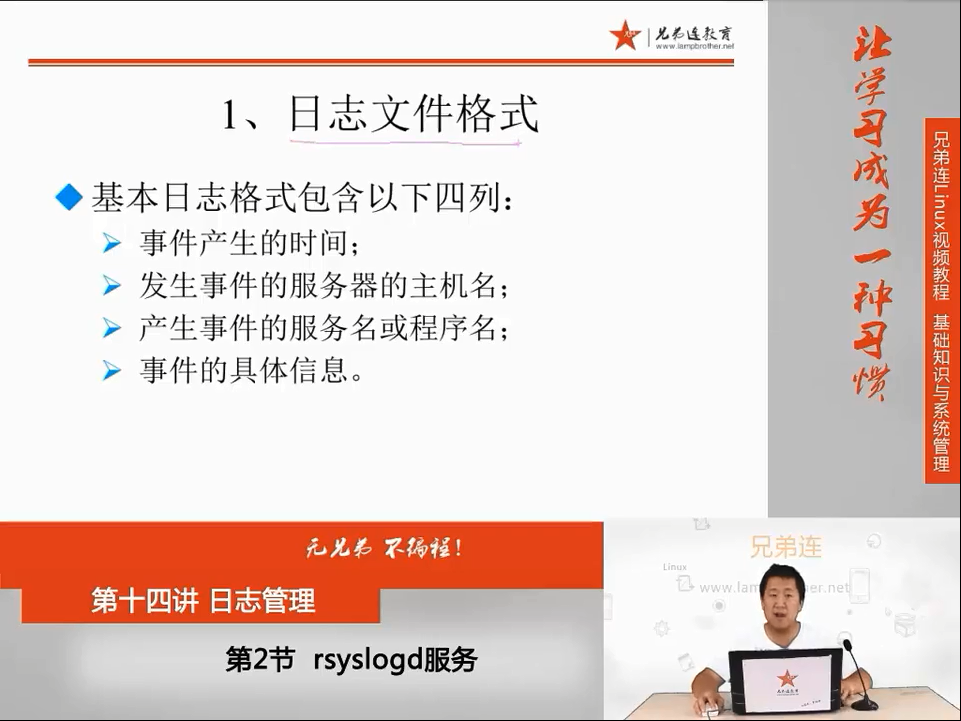 兄弟连教育
www.lampbrother.net
1、日志文件格式
基本日志格式包含以下四列：
事件产生的时间；
发生事件的服务器的主机名；
产生事件的服务名或程序名；
事件的具体信息。
让学习成为一种习惯
兄弟连Linux视频教程 基础知识与系统管理
无兄弟 不编程！
第十四讲 日志管理
第2节 rsyslogd服务
兄弟连
Linux
兄弟连教育